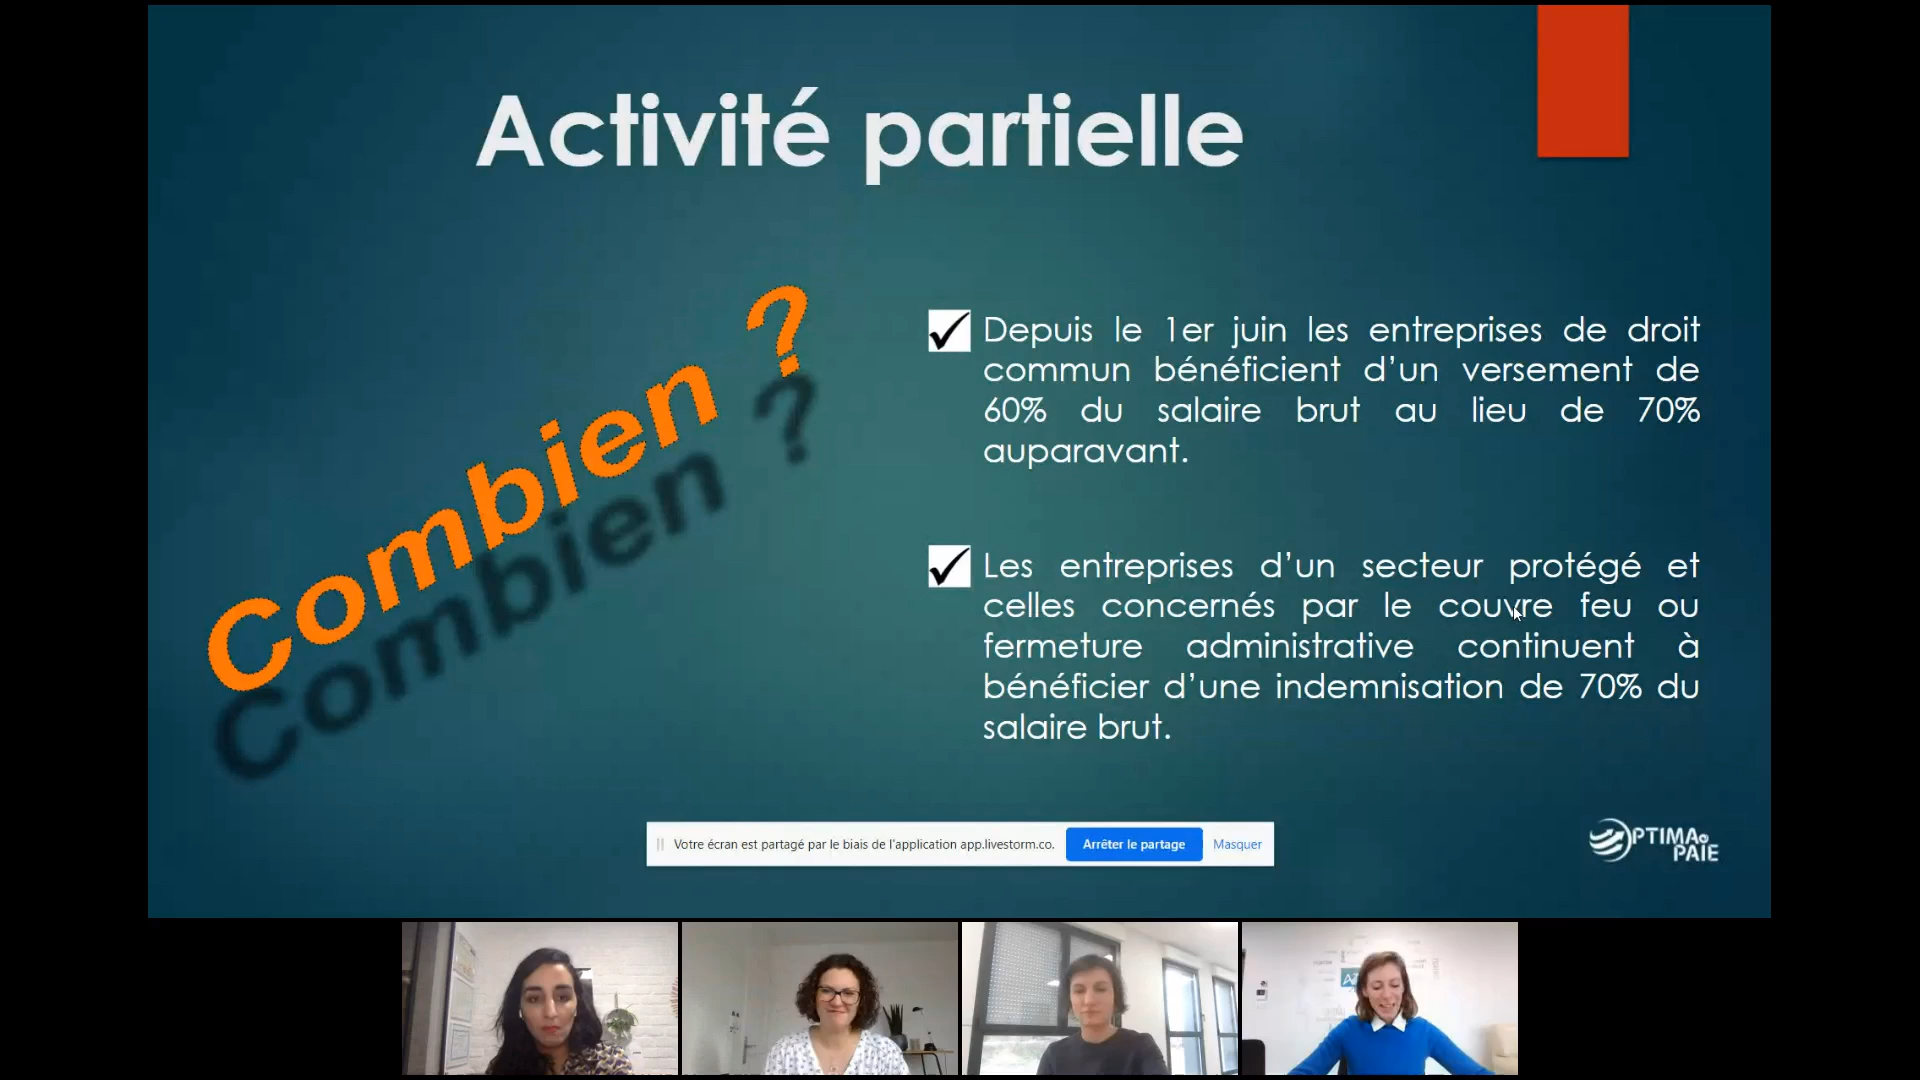 Activité partielle
Combien ?
Depuis le 1er juin les entreprises de droit
commun bénéficient d'un versement de
60% du salaire brut au lieu de 70%
auparavant.
Les entreprises d'un secteur protégé et
celles concernés par le couvre feu ou
fermeture administrative continuent à
bénéficier d'une indemnisation de 70% du
salaire brut.
Votre écran est partagé par le biais de l'application app.livestorm.co.
Arrêter le partage
Masquer
OPTIMA
PAIE